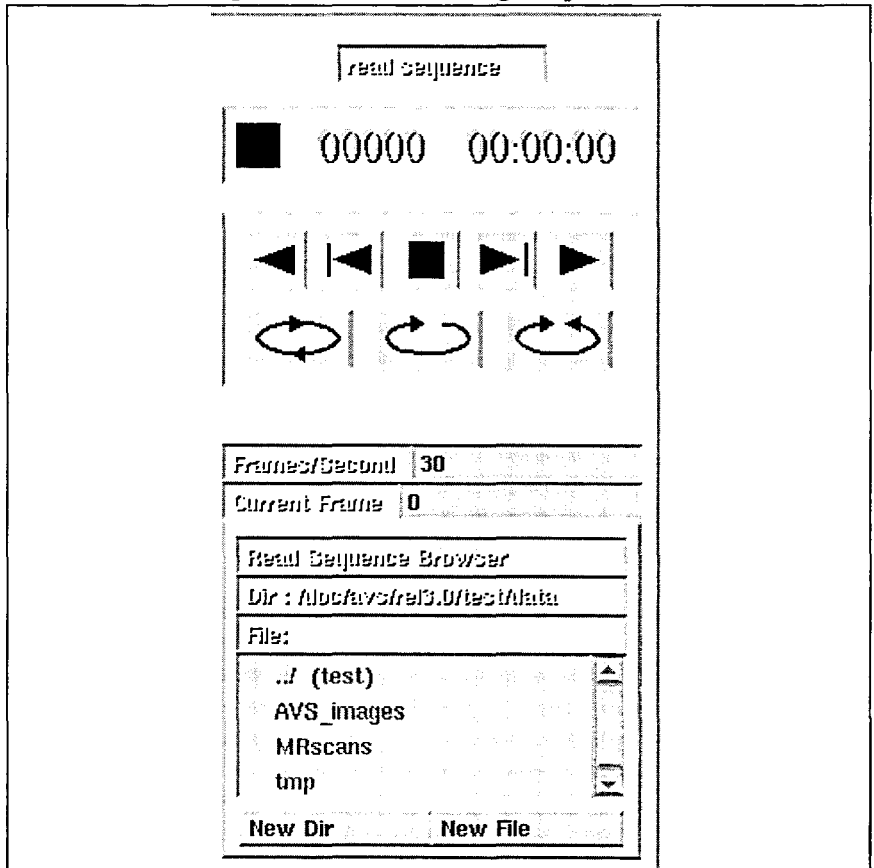 read sequence
00000 00:00:00
Frames/Second 30
Current Frame 0
Read Sequence Browser
Dir : /loc/avs/rel3.0/test/data
File:
../ (test)
AVS_images
MRscans
tmp
New Dir New File